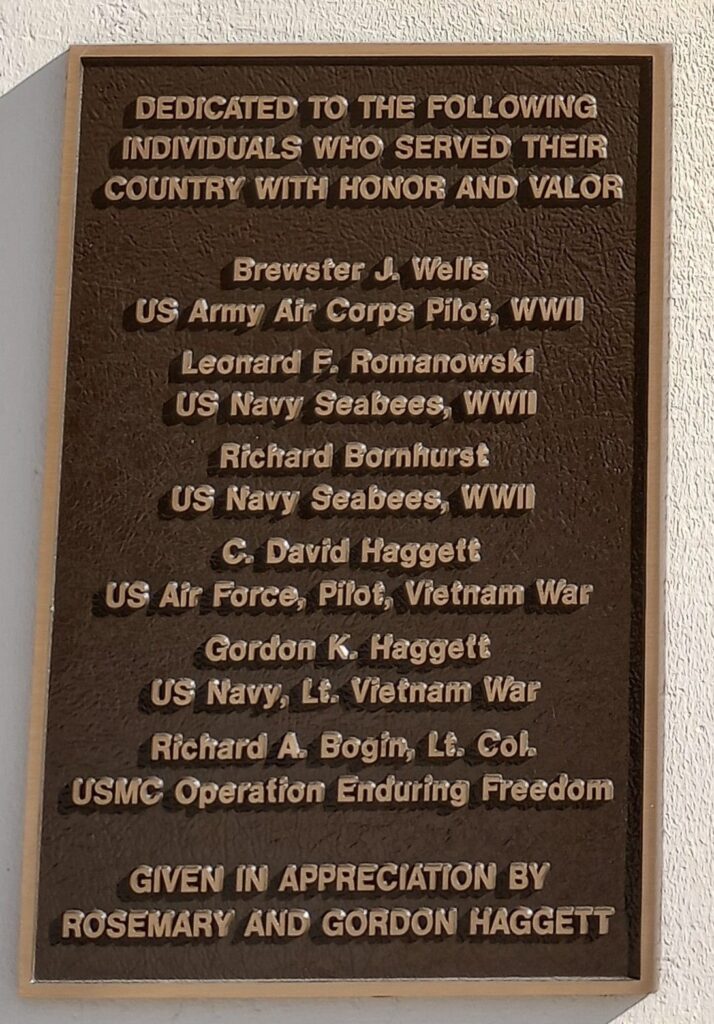 DEDICATED TO THE FOLLOWING
INDIVIDUALS WHO SERVED THEIR
COUNTRY WITH HONOR AND VALOR
Brewster J. Wells
US Army Air Corps Pilot, WWII
Leonard F. Romanowski
US Navy Seabees, WWII
Richard Bornhurst
US Navy Seabees, WWII
C. David Haggett
US Air Force, Pilot, Vietnam War
Gordon K. Haggett
US Navy, Lt. Vietnam War
Richard A. Bogin, Lt. Col.
USMC Operation Enduring Freedom
GIVEN IN APPRECIATION BY
ROSEMARY AND GORDON HAGGETT